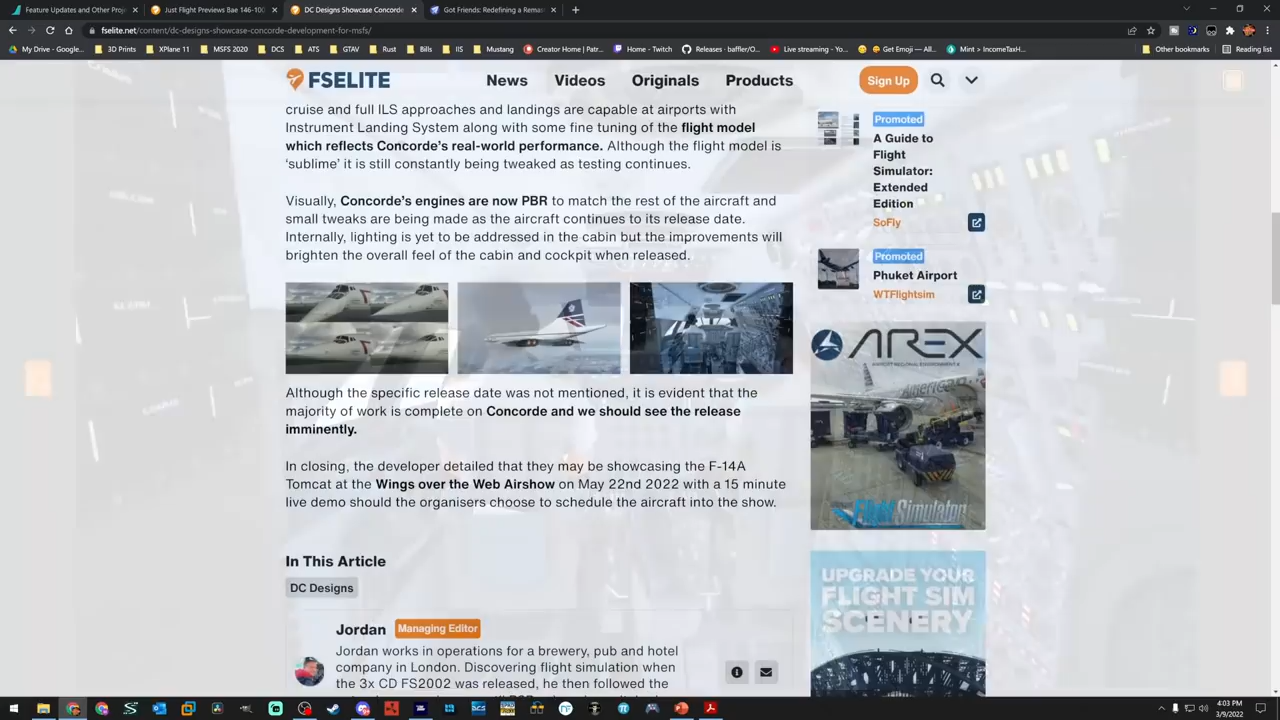 Feature Updates and Other Proj
Just Flight Previews Bae 146-100
DC Designs Showcase Concorde
Got Friends: Redefining a Remas
fselite.net/content/dc-designs-showcase-concorde-development-for-msfs/
My Drive - Google...
3D Prints
XPlane 11
MSFS 2020
DCS
ATS
GTAV
Rust
Bills
IIS
Mustang
Creator Home | Patr...
Home - Twitch
Releases · baffler/O...
Live streaming - Yo...
Get Emoji — All...
Mint > IncomeTaxH...
Other bookmarks
Reading list
FSELITE
News
Videos
Originals
Products
Sign Up
cruise and full ILS approaches and landings are capable at airports with
Instrument Landing System along with some fine tuning of the flight model
which reflects Concorde's real-world performance. Although the flight model is
'sublime' it is still constantly being tweaked as testing continues.
Visually, Concorde's engines are now PBR to match the rest of the aircraft and
small tweaks are being made as the aircraft continues to its release date.
Internally, lighting is yet to be addressed in the cabin but the improvements will
brighten the overall feel of the cabin and cockpit when released.
Although the specific release date was not mentioned, it is evident that the
majority of work is complete on Concorde and we should see the release
imminently.
In closing, the developer detailed that they may be showcasing the F-14A
Tomcat at the Wings over the Web Airshow on May 22nd 2022 with a 15 minute
live demo should the organisers choose to schedule the aircraft into the show.
In This Article
DC Designs
Jordan
Managing Editor
Jordan works in operations for a brewery, pub and hotel
company in London. Discovering flight simulation when
the 3x CD FS2002 was released, he then followed the
Promoted
A Guide to
Flight
Simulator:
Extended
Edition
SoFly
Promoted
Phuket Airport
WTFlightsim
AREX
American
Flight Simulator
UPGRADE YOUR
FLIGHT SIM
SCENERY
4:03 PM
3/9/2022